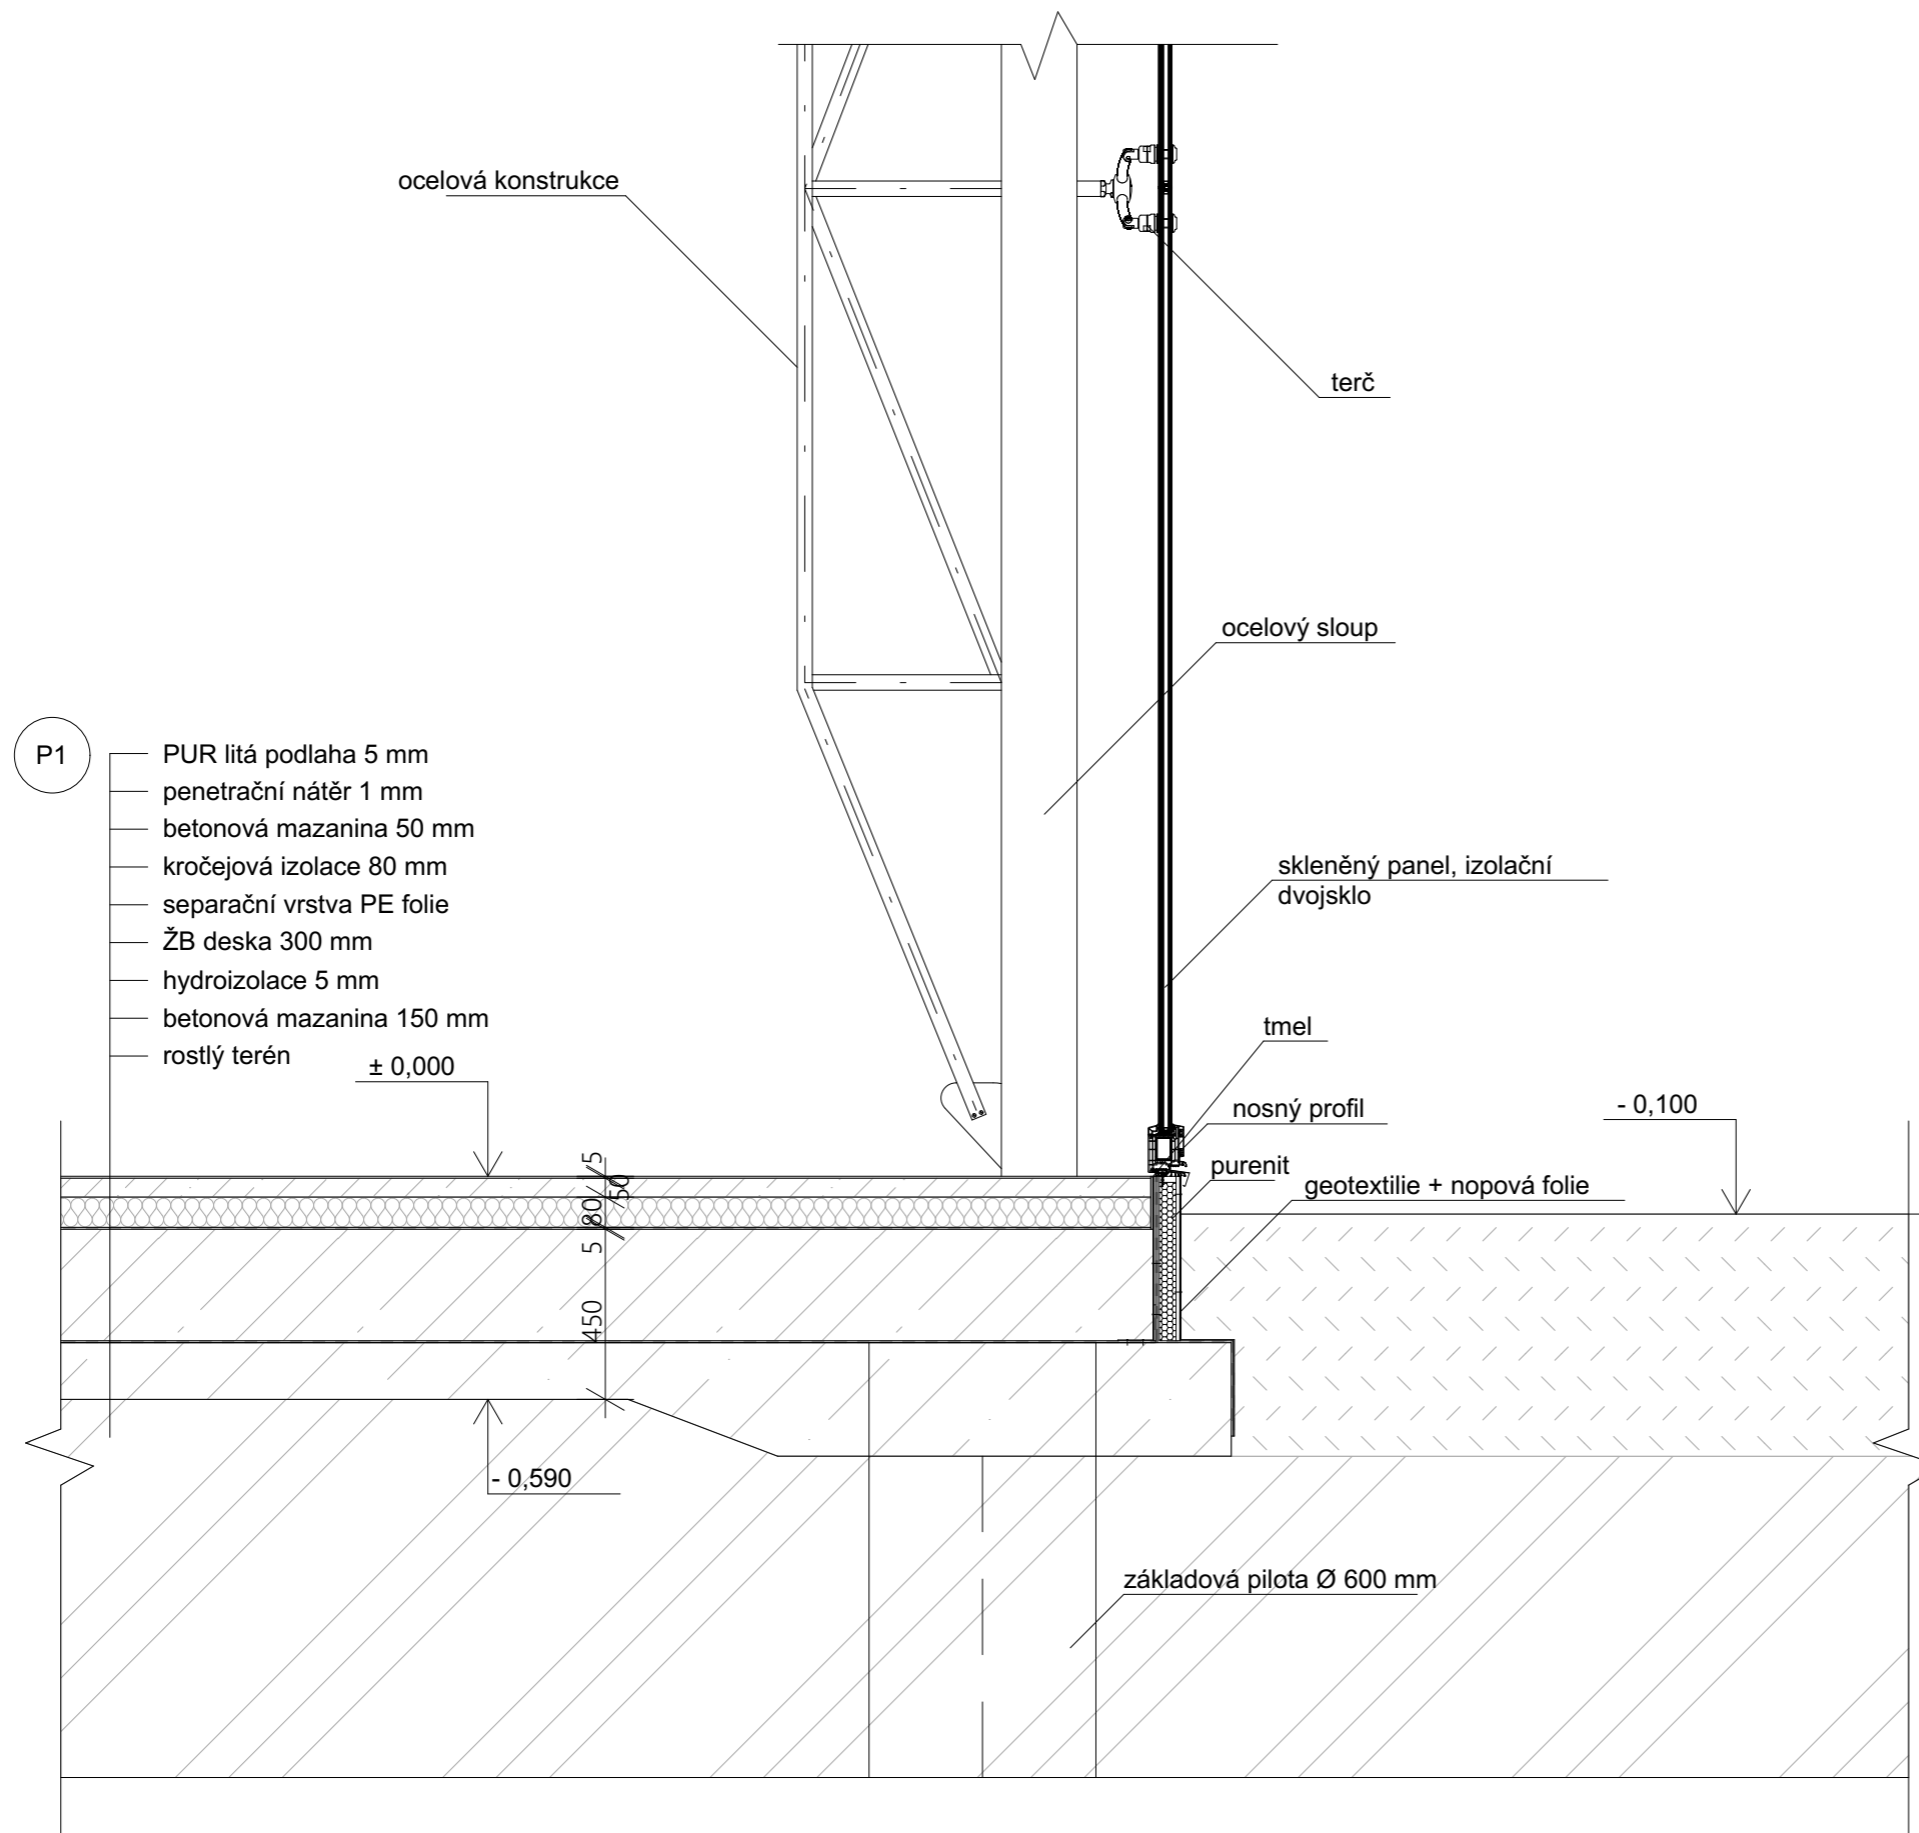 ocelová konstrukce
terč
ocelový sloup
P1
PUR litá podlaha 5 mm
penetrační nátěr 1 mm
betonová mazanina 50 mm
kročejová izolace 80 mm
separační vrstva PE folie
ŽB deska 300 mm
hydroizolace 5 mm
betonová mazanina 150 mm
rostlý terén
± 0,000
skleněný panel, izolační
dvojsklo
tmel
nosný profil
- 0,100
purenit
geotextilie + nopová folie
5
50
80
5
450
- 0,590
základová pilota Ø 600 mm